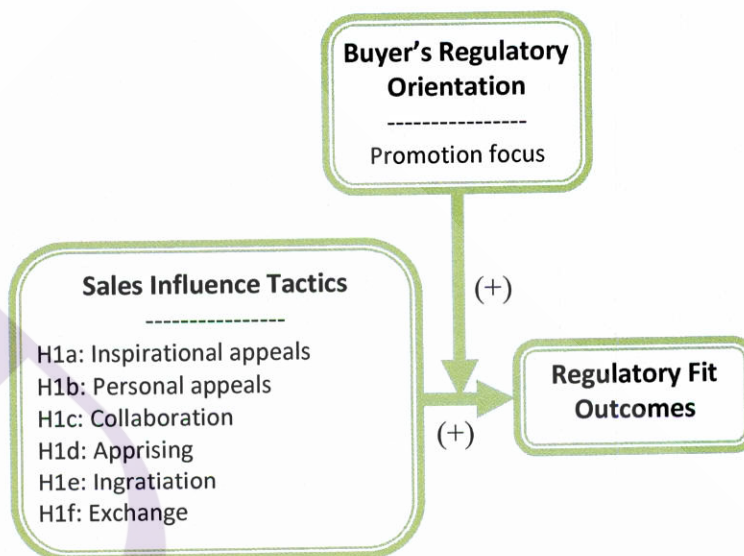 Buyer's Regulatory
Orientation
----------------
Promotion focus
(+)
Sales Influence Tactics
----------------
H1a: Inspirational appeals
H1b: Personal appeals
H1c: Collaboration
H1d: Apprising
H1e: Ingratiation
H1f: Exchange
(+)
Regulatory Fit
Outcomes